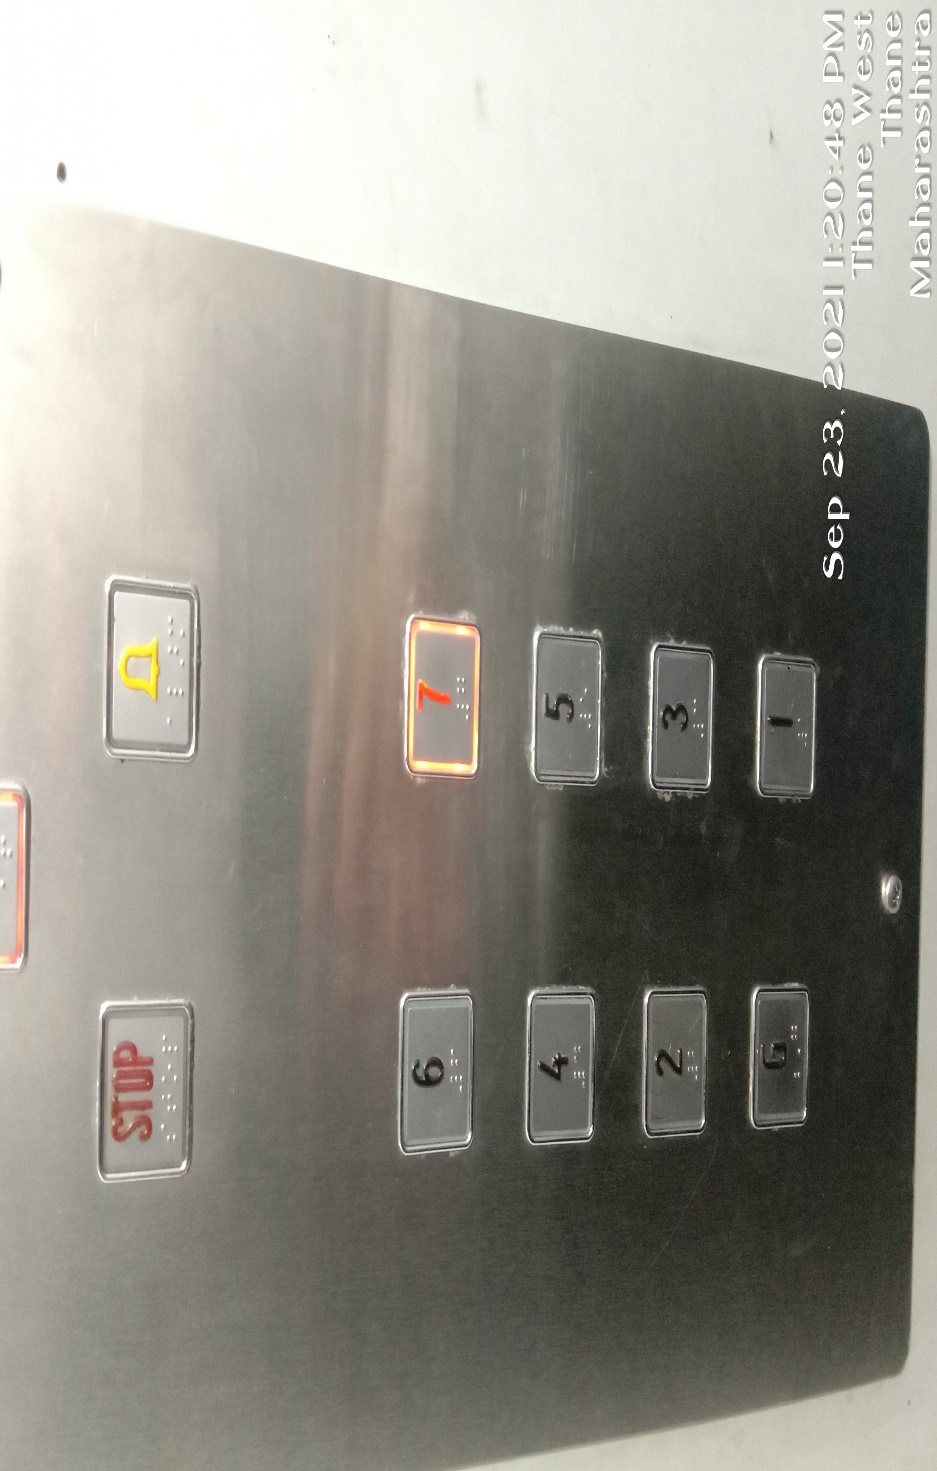 STOP
6 7
4 5
2 3
G 1
Sep 23, 2021 1:20:48 PM
Thane West
Thane
Maharashtra